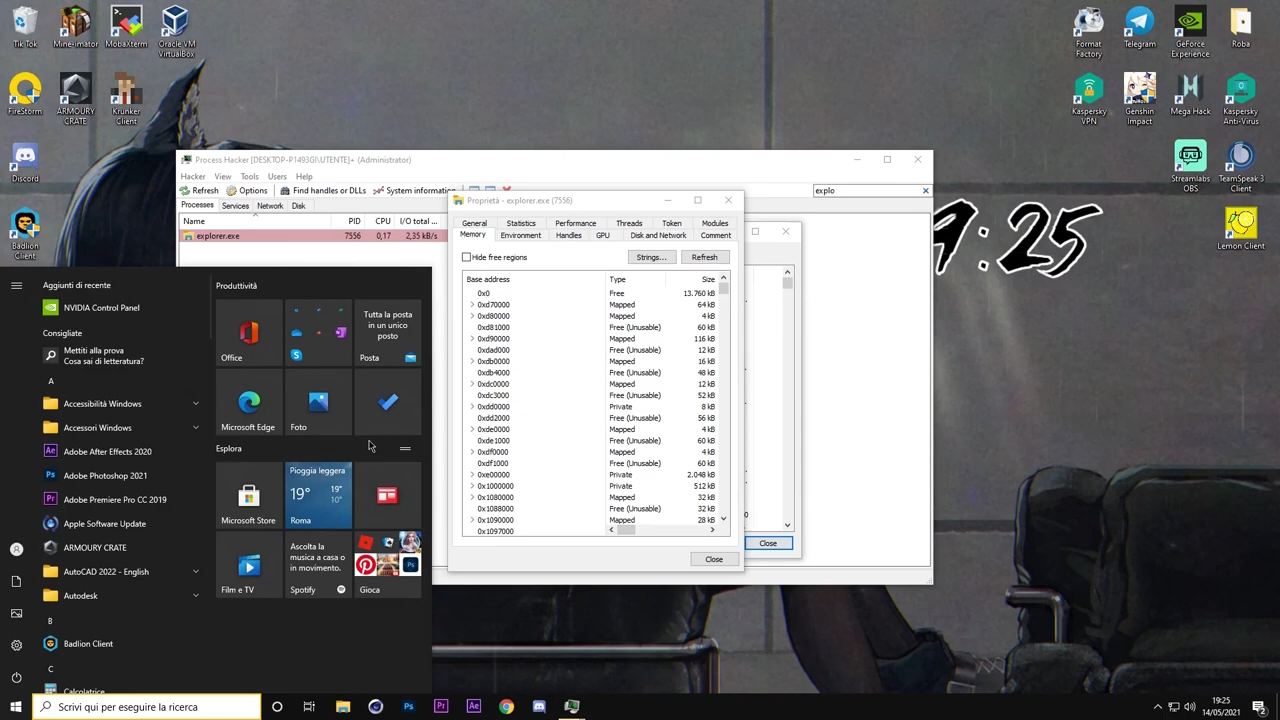 Tik Tok
Mine-imator
MobaXterm
Oracle VM
VirtualBox
Format
Factory
Telegram
GeForce
Experience
Roba
FireStorm
ARMOURY
CRATE
Krunker
Client
Kaspersky
VPN
Genshin
Impact
Mega Hack
Kaspersky
Anti-Virus
Discord
Streamlabs
OBS
TeamSpeak 3
Client
Badlion
Client
Lemon Client
9:25
Process Hacker [DESKTOP-P1493GI\UTENTE]+ (Administrator)
Hacker View Tools Users Help
Refresh Options Find handles or DLLs System information
explo
Processes Services Network Disk
Name PID CPU I/O total ...
explorer.exe 7556 0,17 2,35 kB/s
Proprietà - explorer.exe (7556)
General Statistics Performance Threads Token Modules
Memory Environment Handles GPU Disk and Network Comment
Hide free regions Strings... Refresh
Base address Type Size
0x0 Free 13.760 kB
0xd70000 Mapped 64 kB
0xd80000 Mapped 4 kB
0xd81000 Free (Unusable) 60 kB
0xd90000 Mapped 116 kB
0xdad000 Free (Unusable) 12 kB
0xdb0000 Mapped 16 kB
0xdb4000 Free (Unusable) 48 kB
0xdc0000 Mapped 12 kB
0xdc3000 Free (Unusable) 52 kB
0xdd0000 Private 8 kB
0xdd2000 Free (Unusable) 56 kB
0xde0000 Mapped 4 kB
0xde1000 Free (Unusable) 60 kB
0xdf0000 Mapped 4 kB
0xdf1000 Free (Unusable) 60 kB
0xe00000 Private 2.048 kB
0x1000000 Private 512 kB
0x1080000 Mapped 32 kB
0x1088000 Free (Unusable) 32 kB
0x1090000 Mapped 28 kB
0x1097000
Close
Close
Aggiunti di recente
NVIDIA Control Panel
Consigliate
Mettiti alla prova
Cosa sai di letteratura?
A
Accessibilità Windows
Accessori Windows
Adobe After Effects 2020
Adobe Photoshop 2021
Adobe Premiere Pro CC 2019
Apple Software Update
ARMOURY CRATE
AutoCAD 2022 - English
Autodesk
B
Badlion Client
C
Calcolatrice
Produttività
Office
Tutta la posta
in un unico
posto
Posta
Microsoft Edge
Foto
Esplora
Microsoft Store
Pioggia leggera
19° 19°
10°
Roma
Film e TV
Ascolta la
musica a casa o
in movimento.
Spotify
Gioca
Scrivi qui per eseguire la ricerca
19:25
14/05/2021